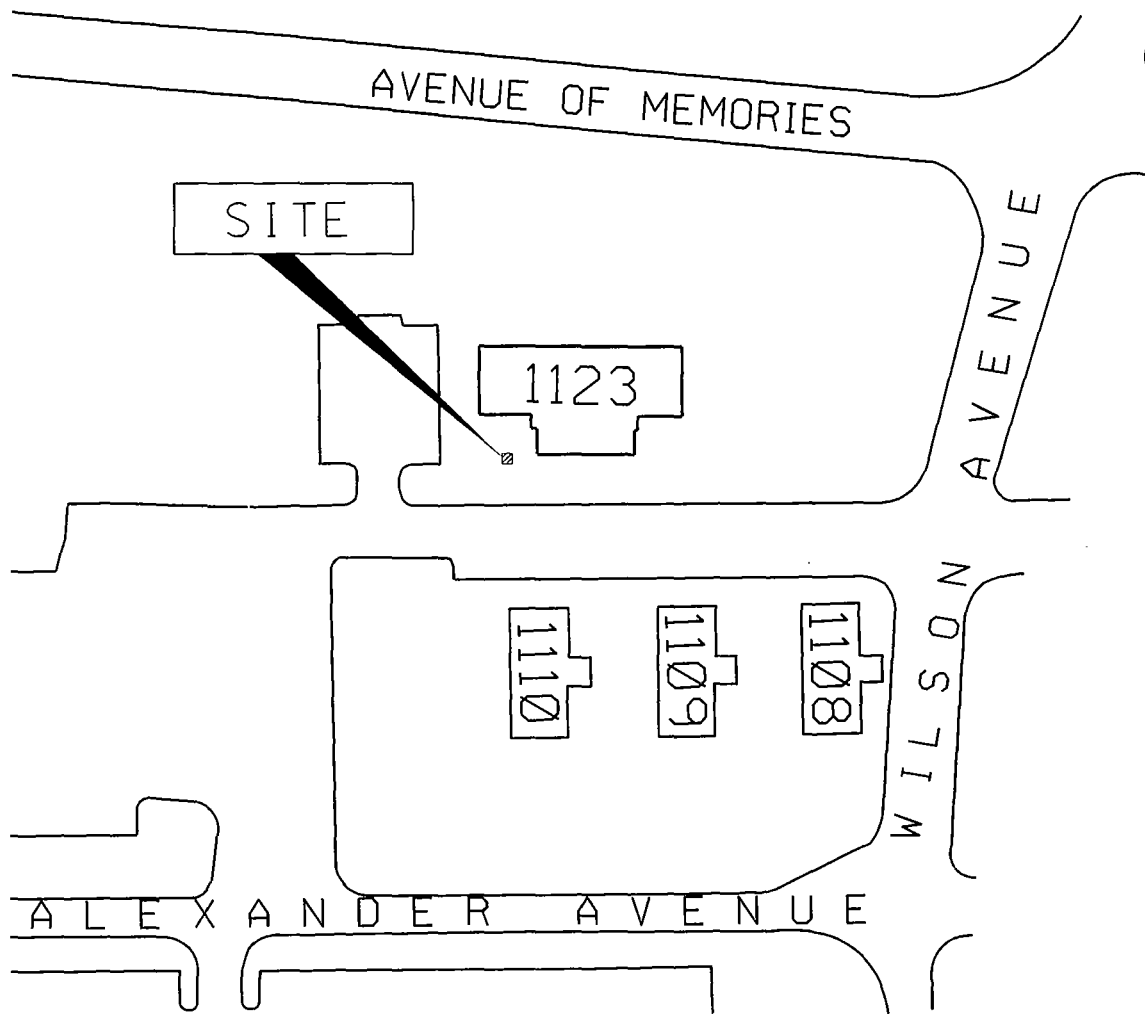 AVENUE OF MEMORIES
SITE
1123
WILSON AVENUE
1110
1109
1108
ALEXANDER AVENUE